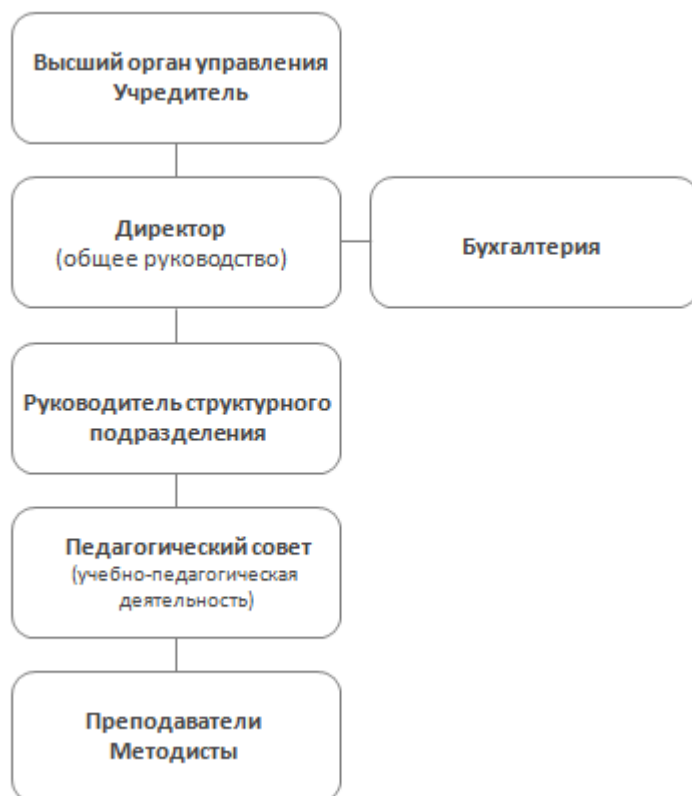 Высший орган управления
Учредитель
Директор
(общее руководство)
Бухгалтерия
Руководитель структурного
подразделения
Педагогический совет
(учебно-педагогическая
деятельность)
Преподаватели
Методисты